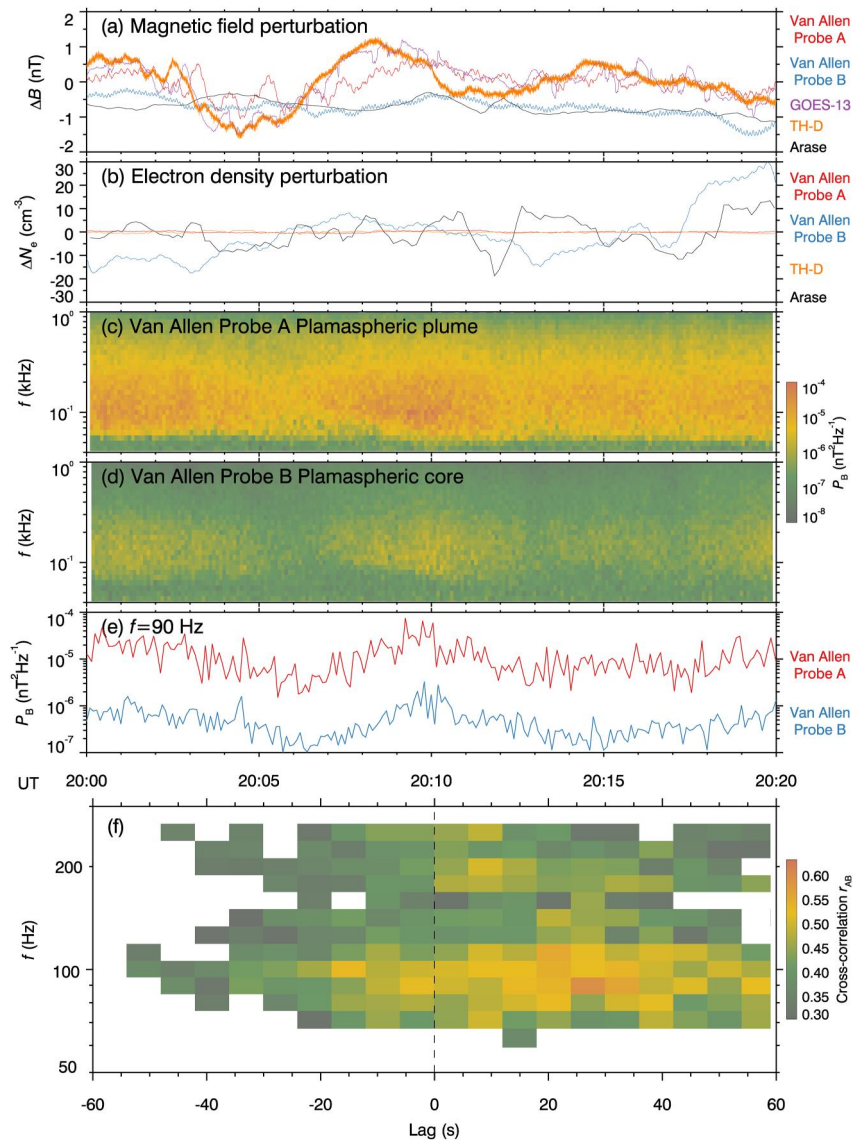 (a) Magnetic field perturbation
ΔB (nT)
2
1
0
-1
-2
Van Allen
Probe A
Van Allen
Probe B
GOES-13
TH-D
Arase
(b) Electron density perturbation
ΔNe (cm-3)
30
20
10
0
-10
-20
-30
Van Allen
Probe A
Van Allen
Probe B
TH-D
Arase
(c) Van Allen Probe A Plamaspheric plume
f (kHz)
10⁰
10⁻¹
(d) Van Allen Probe B Plamaspheric core
f (kHz)
10⁰
10⁻¹
10⁻⁴
10⁻⁵
10⁻⁶
10⁻⁷
10⁻⁸
PB (nT²Hz⁻¹)
(e) f=90 Hz
PB (nT²Hz⁻¹)
10⁻⁴
10⁻⁵
10⁻⁶
10⁻⁷
Van Allen
Probe A
Van Allen
Probe B
UT
20:00 20:05 20:10 20:15 20:20
(f)
f (Hz)
200
100
50
-60 -40 -20 0 20 40 60
Lag (s)
0.60
0.55
0.50
0.45
0.40
0.35
0.30
Cross-correlation rAB